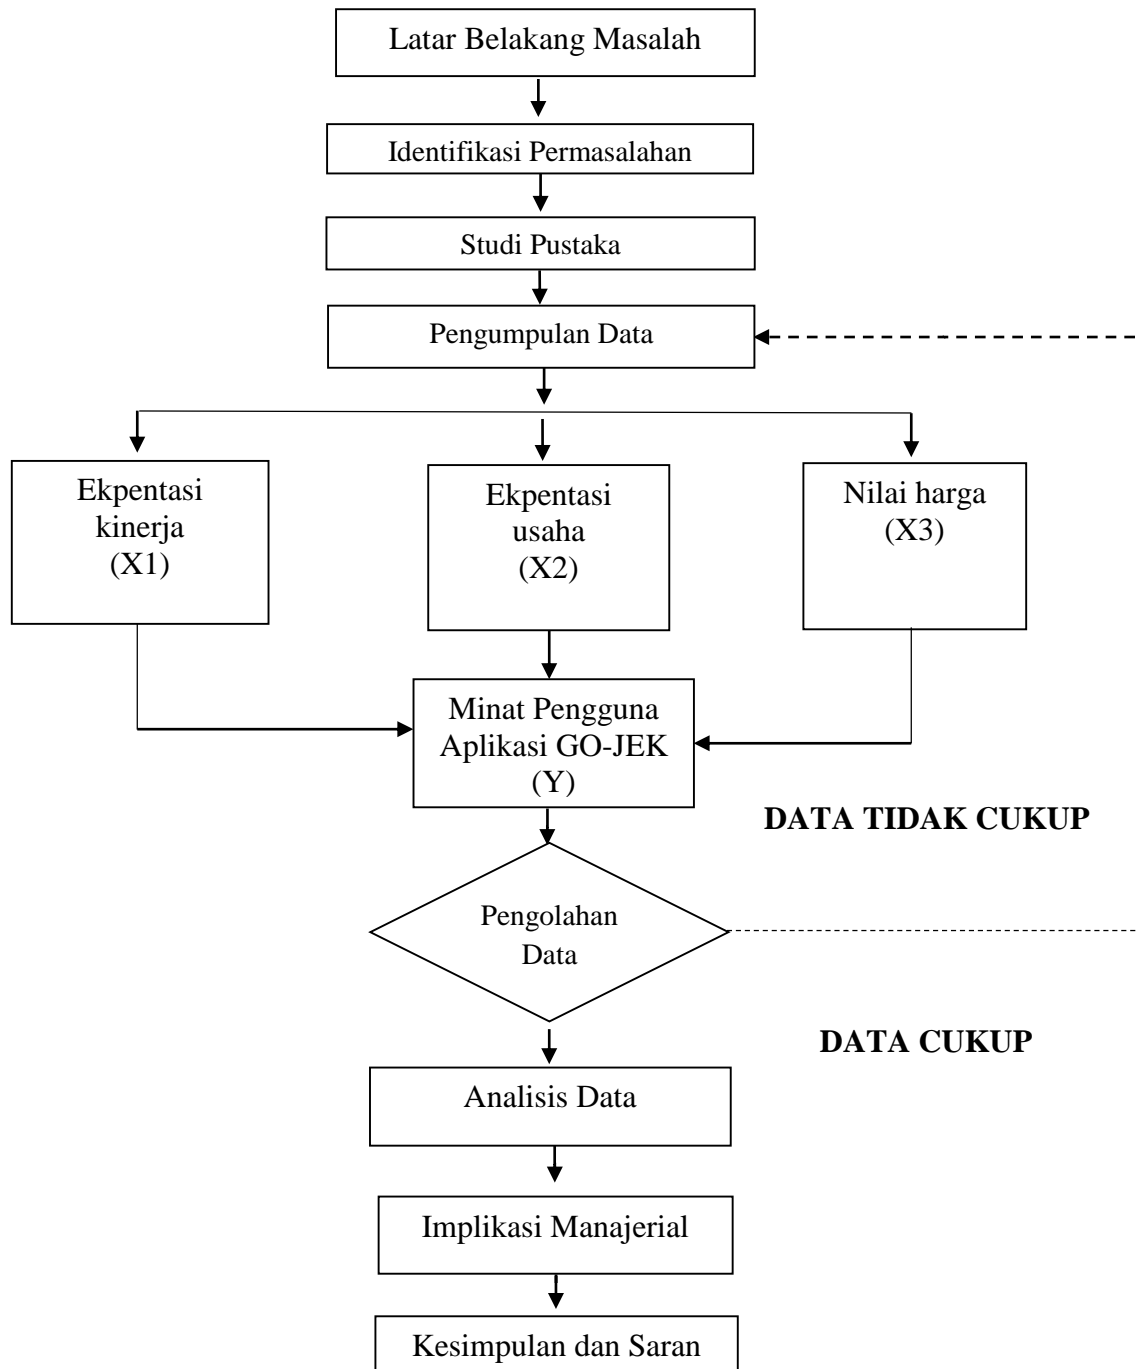 Latar Belakang Masalah
Identifikasi Permasalahan
Studi Pustaka
Pengumpulan Data
Ekpentasi
kinerja
(X1)
Ekpentasi
usaha
(X2)
Nilai harga
(X3)
Minat Pengguna
Aplikasi GO-JEK
(Y)
DATA TIDAK CUKUP
Pengolahan
Data
DATA CUKUP
Analisis Data
Implikasi Manajerial
Kesimpulan dan Saran